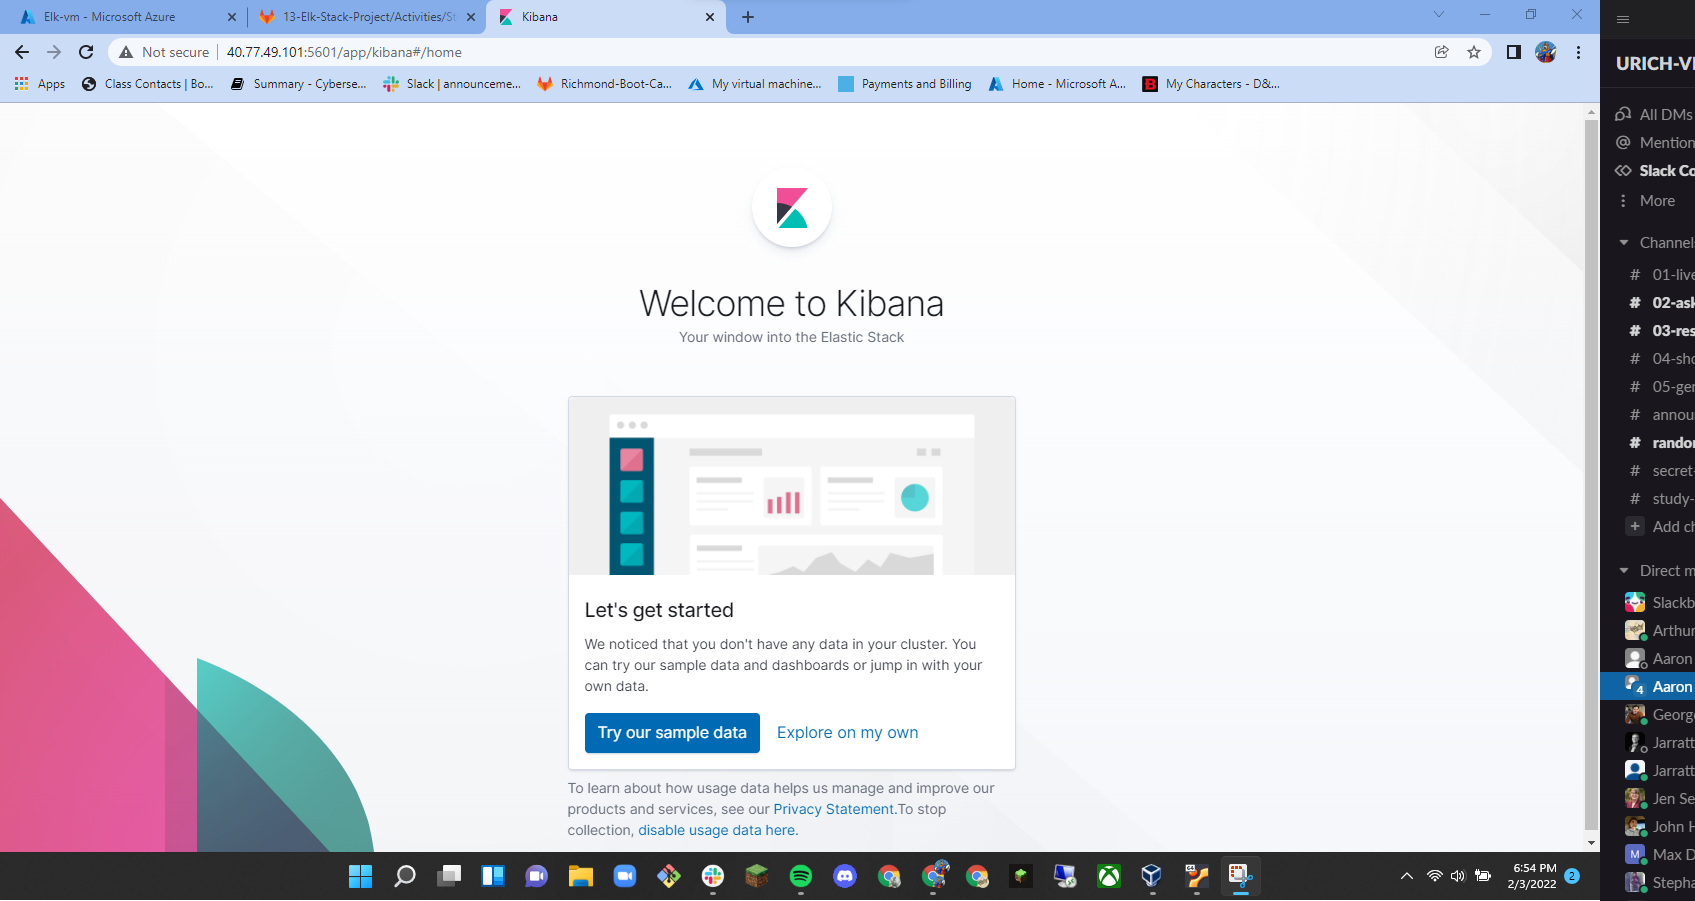 Elk-vm - Microsoft Azure
13-Elk-Stack-Project/Activities/St
Kibana
Not secure
40.77.49.101:5601/app/kibana#/home
Apps
Class Contacts | Bo...
Summary - Cyberse...
Slack | announceme...
Richmond-Boot-Ca...
My virtual machine...
Payments and Billing
Home - Microsoft A...
My Characters - D&...
Welcome to Kibana
Your window into the Elastic Stack
Let's get started
We noticed that you don't have any data in your cluster. You
can try our sample data and dashboards or jump in with your
own data.
Try our sample data
Explore on my own
To learn about how usage data helps us manage and improve our
products and services, see our Privacy Statement.To stop
collection, disable usage data here.
URICH-VI
All DMs
Mention
Slack Co
More
Channels
# 01-live
# 02-ask
# 03-res
# 04-sho
# 05-gen
# annou
# random
# secret-
# study-
+ Add ch
Direct m
Slackb
Arthur
Aaron
4 Aaron
George
Jarratt
Jarratt
Jen Se
John H
M Max D
Stepha
6:54 PM
2/3/2022
2